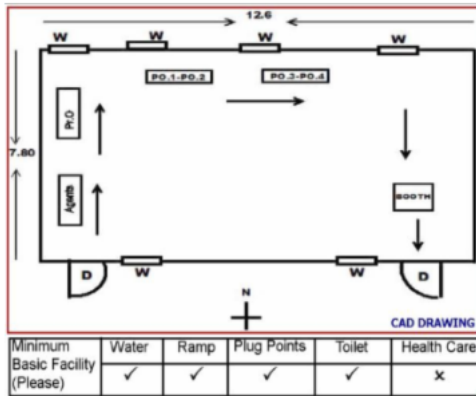 12.6
W W W W
PO.1-PO.2 PO.3-PO.4
Pr.O
7.80
Agents
BOOTH
D W W D
N
CAD DRAWING
Minimum Basic Facility (Please) Water Ramp Plug Points Toilet Health Care
✓ ✓ ✓ ✓ x